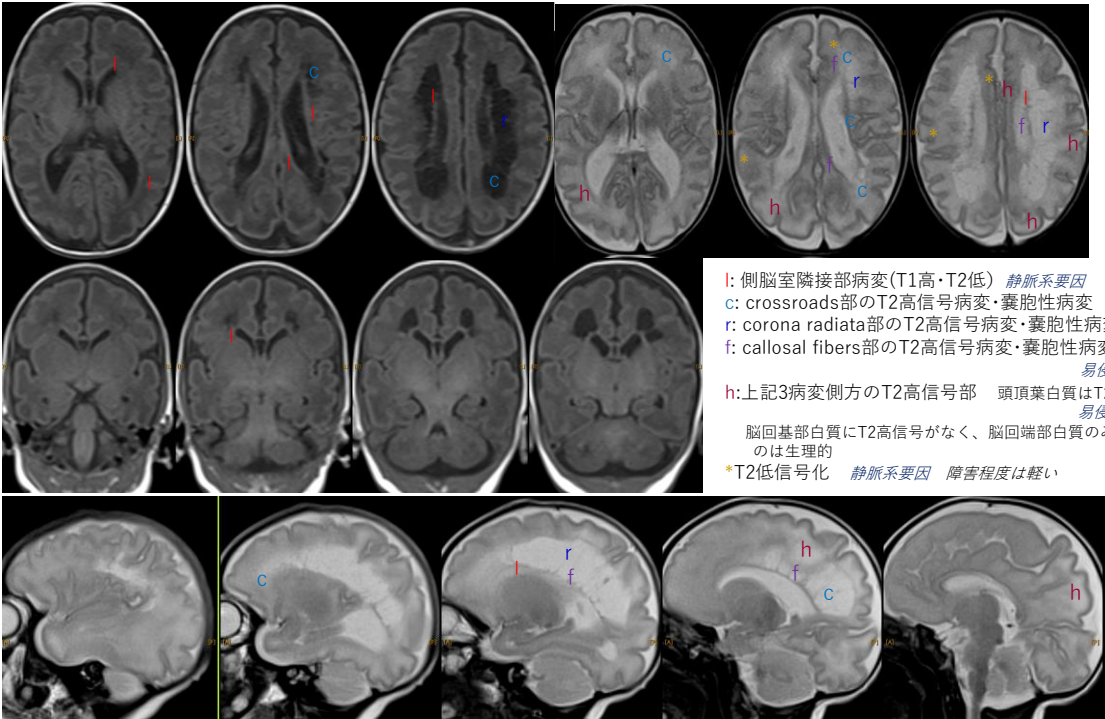 l: 側脳室隣接部病変(T1高・T2低) 静脈系要因
c: crossroads部のT2高信号病変・嚢胞性病変
r: corona radiata部のT2高信号病変・嚢胞性病変
f: callosal fibers部のT2高信号病変・嚢胞性病変
易侵
h:上記3病変側方のT2高信号部 頭頂葉白質はT2
易侵
脳回基部白質にT2高信号がなく、脳回端部白質のみ
のは生理的
*T2低信号化 静脈系要因 障害程度は軽い